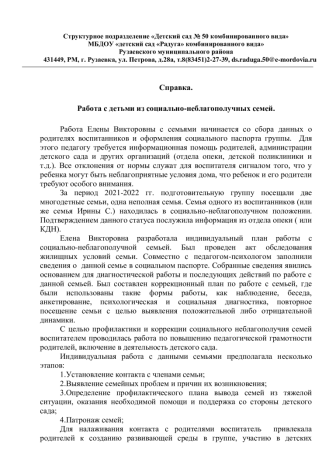 Структурное подразделение «Детский сад № 50 комбинированного вида»
МБДОУ «детский сад «Радуга» комбинированного вида»
Рузаевского муниципального района
431449, РМ, г. Рузаевка, ул. Петрова, д.28а, т.8(83451)2-27-39, ds.raduga.50@e-mordovia.ru
Справка.
Работа с детьми из социально-неблагополучных семей.
Работа Елены Викторовны с семьями начинается со сбора данных о
родителях воспитанников и оформления социального паспорта группы. Для
этого педагогу требуется информационная помощь родителей, администрации
детского сада и других организаций (отдела опеки, детской поликлиники и
т.д.). Все отклонения от нормы служат для воспитателя сигналом того, что у
ребенка могут быть неблагоприятные условия дома, что ребенок и его родители
требуют особого внимания.
За период 2021-2022 гг. подготовительную группу посещали две
многодетные семьи, одна неполная семья. Семья одного из воспитанников (или
же семья Ирины С.) находилась в социально-неблагополучном положении.
Подтверждением данного статуса послужила информация из отдела опеки ( или
КДН).
Елена Викторовна разработала индивидуальный план работы с
социально-неблагополучной семьей. Был проведен акт обследования
жилищных условий семьи. Совместно с педагогом-психологом заполнили
сведения о данной семье в социальном паспорте. Собранные сведения явились
основанием для диагностической работы и последующих действий по работе с
данной семьей. Был составлен коррекционный план по работе с семьей, где
были использованы такие формы работы, как наблюдение, беседа,
анкетирование, психологическая и социальная диагностика, повторное
посещение семьи с целью выявления положительной либо отрицательной
динамики.
С целью профилактики и коррекции социального неблагополучия семей
воспитателем проводилась работа по повышению педагогической грамотности
родителей, включение в деятельность детского сада.
Индивидуальная работа с данными семьями предполагала несколько
этапов:
1.Установление контакта с членами семьи;
2.Выявление семейных проблем и причин их возникновения;
3.Определение профилактического плана вывода семей из тяжелой
ситуации, оказания необходимой помощи и поддержка со стороны детского
сада;
4.Патронаж семей;
Для налаживания контакта с родителями воспитатель привлекала
родителей к созданию развивающей среды в группе, участию в детских